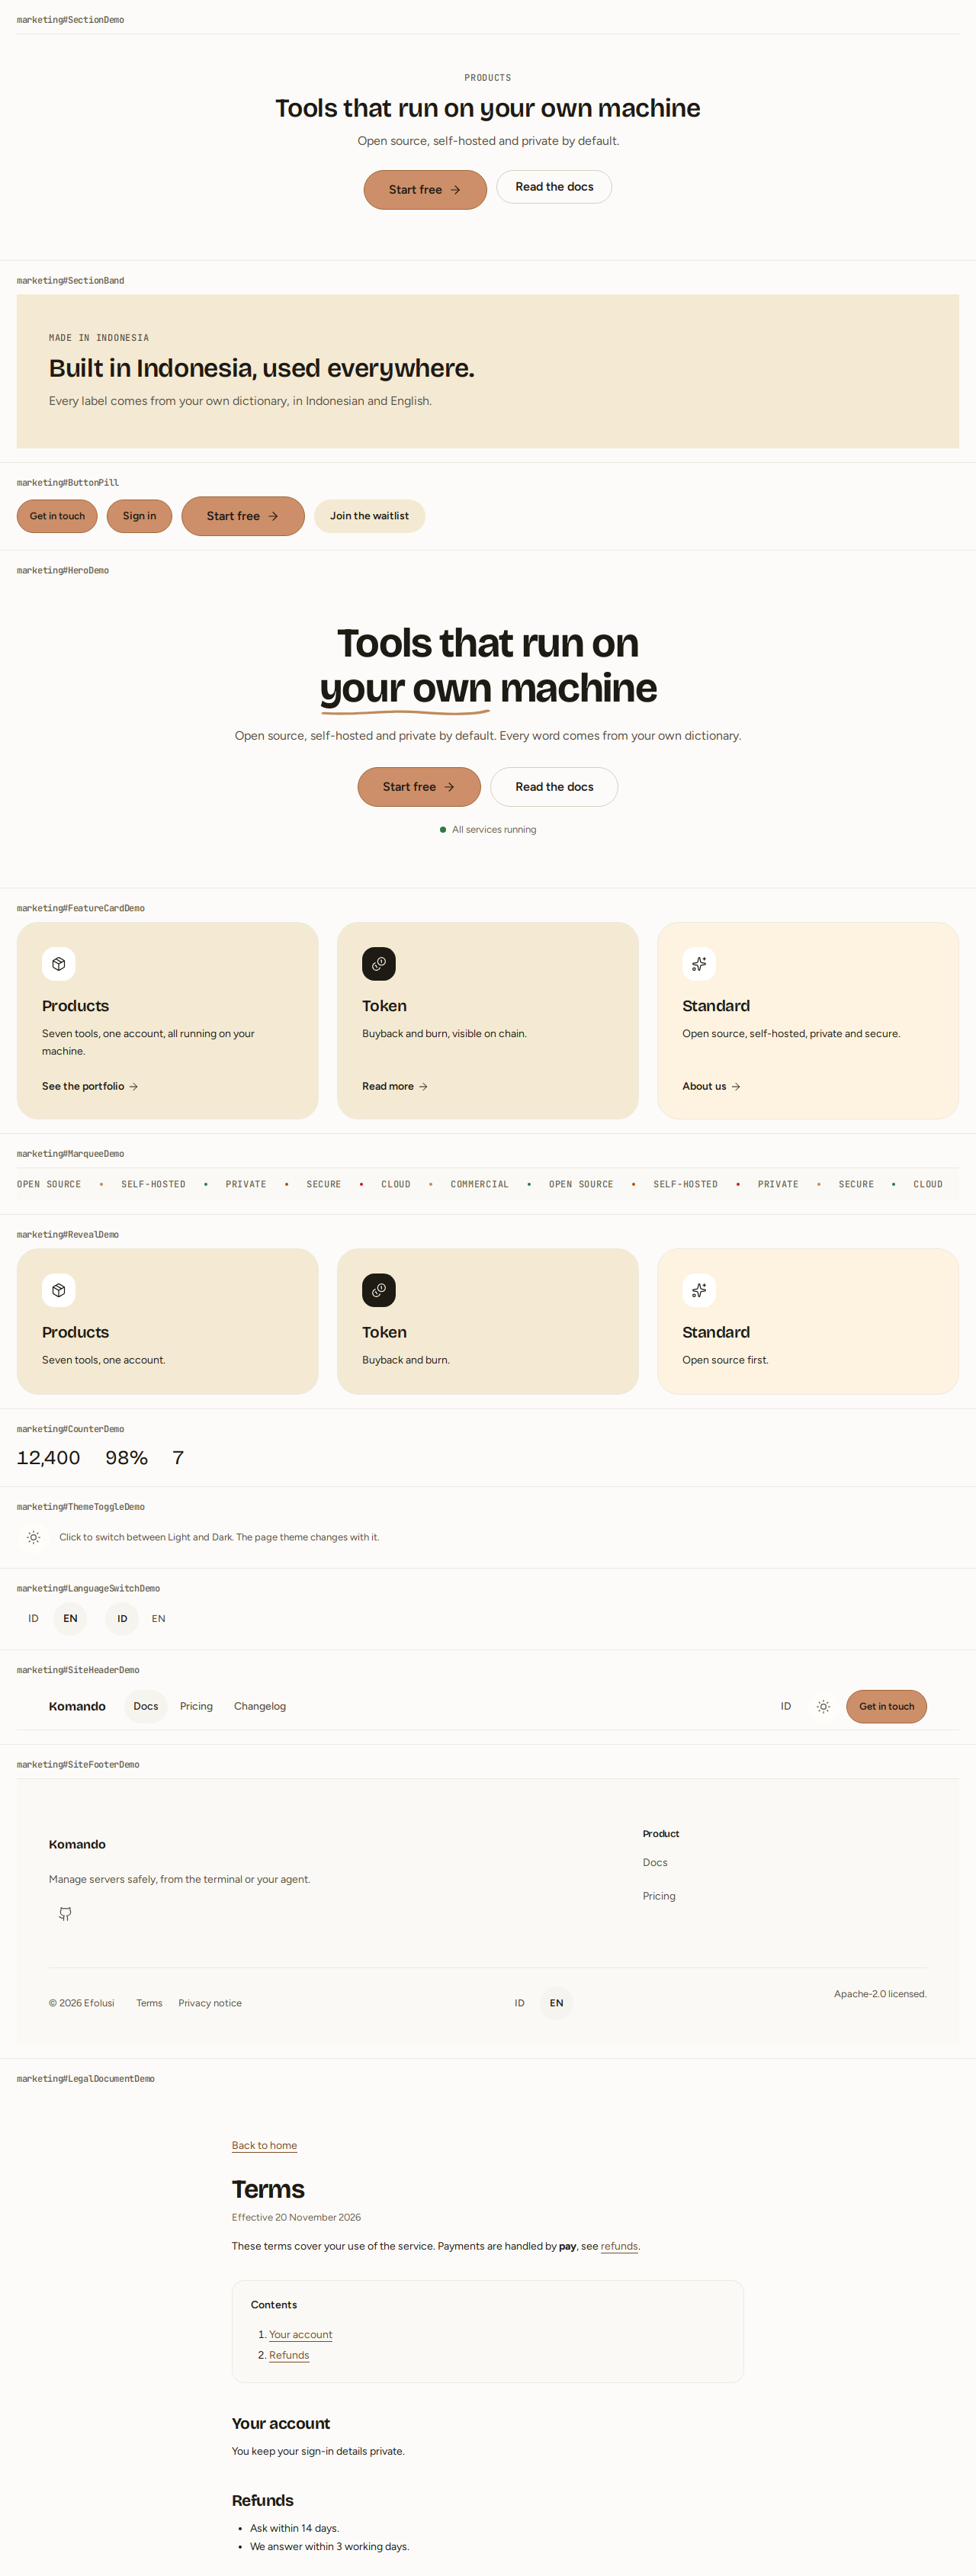 marketing#SectionDemo
PRODUCTS
Tools that run on your own machine
Open source, self-hosted and private by default.
Start free
Read the docs
marketing#SectionBand
MADE IN INDONESIA
Built in Indonesia, used everywhere.
Every label comes from your own dictionary, in Indonesian and English.
marketing#ButtonPill
Get in touch
Sign in
Start free
Join the waitlist
marketing#HeroDemo
Tools that run on
your own machine
Open source, self-hosted and private by default. Every word comes from your own dictionary.
Start free
Read the docs
All services running
marketing#FeatureCardDemo
Products
Seven tools, one account, all running on your
machine.
See the portfolio
Token
Buyback and burn, visible on chain.
Read more
Standard
Open source, self-hosted, private and secure.
About us
marketing#MarqueeDemo
OPEN SOURCE • SELF-HOSTED • PRIVATE • SECURE • CLOUD • COMMERCIAL • OPEN SOURCE • SELF-HOSTED • PRIVATE • SECURE • CLOUD
marketing#RevealDemo
Products
Seven tools, one account.
Token
Buyback and burn.
Standard
Open source first.
marketing#CounterDemo
12,400 98% 7
marketing#ThemeToggleDemo
Click to switch between Light and Dark. The page theme changes with it.
marketing#LanguageSwitchDemo
ID EN ID EN
marketing#SiteHeaderDemo
Komando Docs Pricing Changelog ID Get in touch
marketing#SiteFooterDemo
Komando
Manage servers safely, from the terminal or your agent.
Product
Docs
Pricing
© 2026 Efolusi Terms Privacy notice ID EN Apache-2.0 licensed.
marketing#LegalDocumentDemo
Back to home
Terms
Effective 20 November 2026
These terms cover your use of the service. Payments are handled by pay, see refunds.
Contents
1. Your account
2. Refunds
Your account
You keep your sign-in details private.
Refunds
• Ask within 14 days.
• We answer within 3 working days.